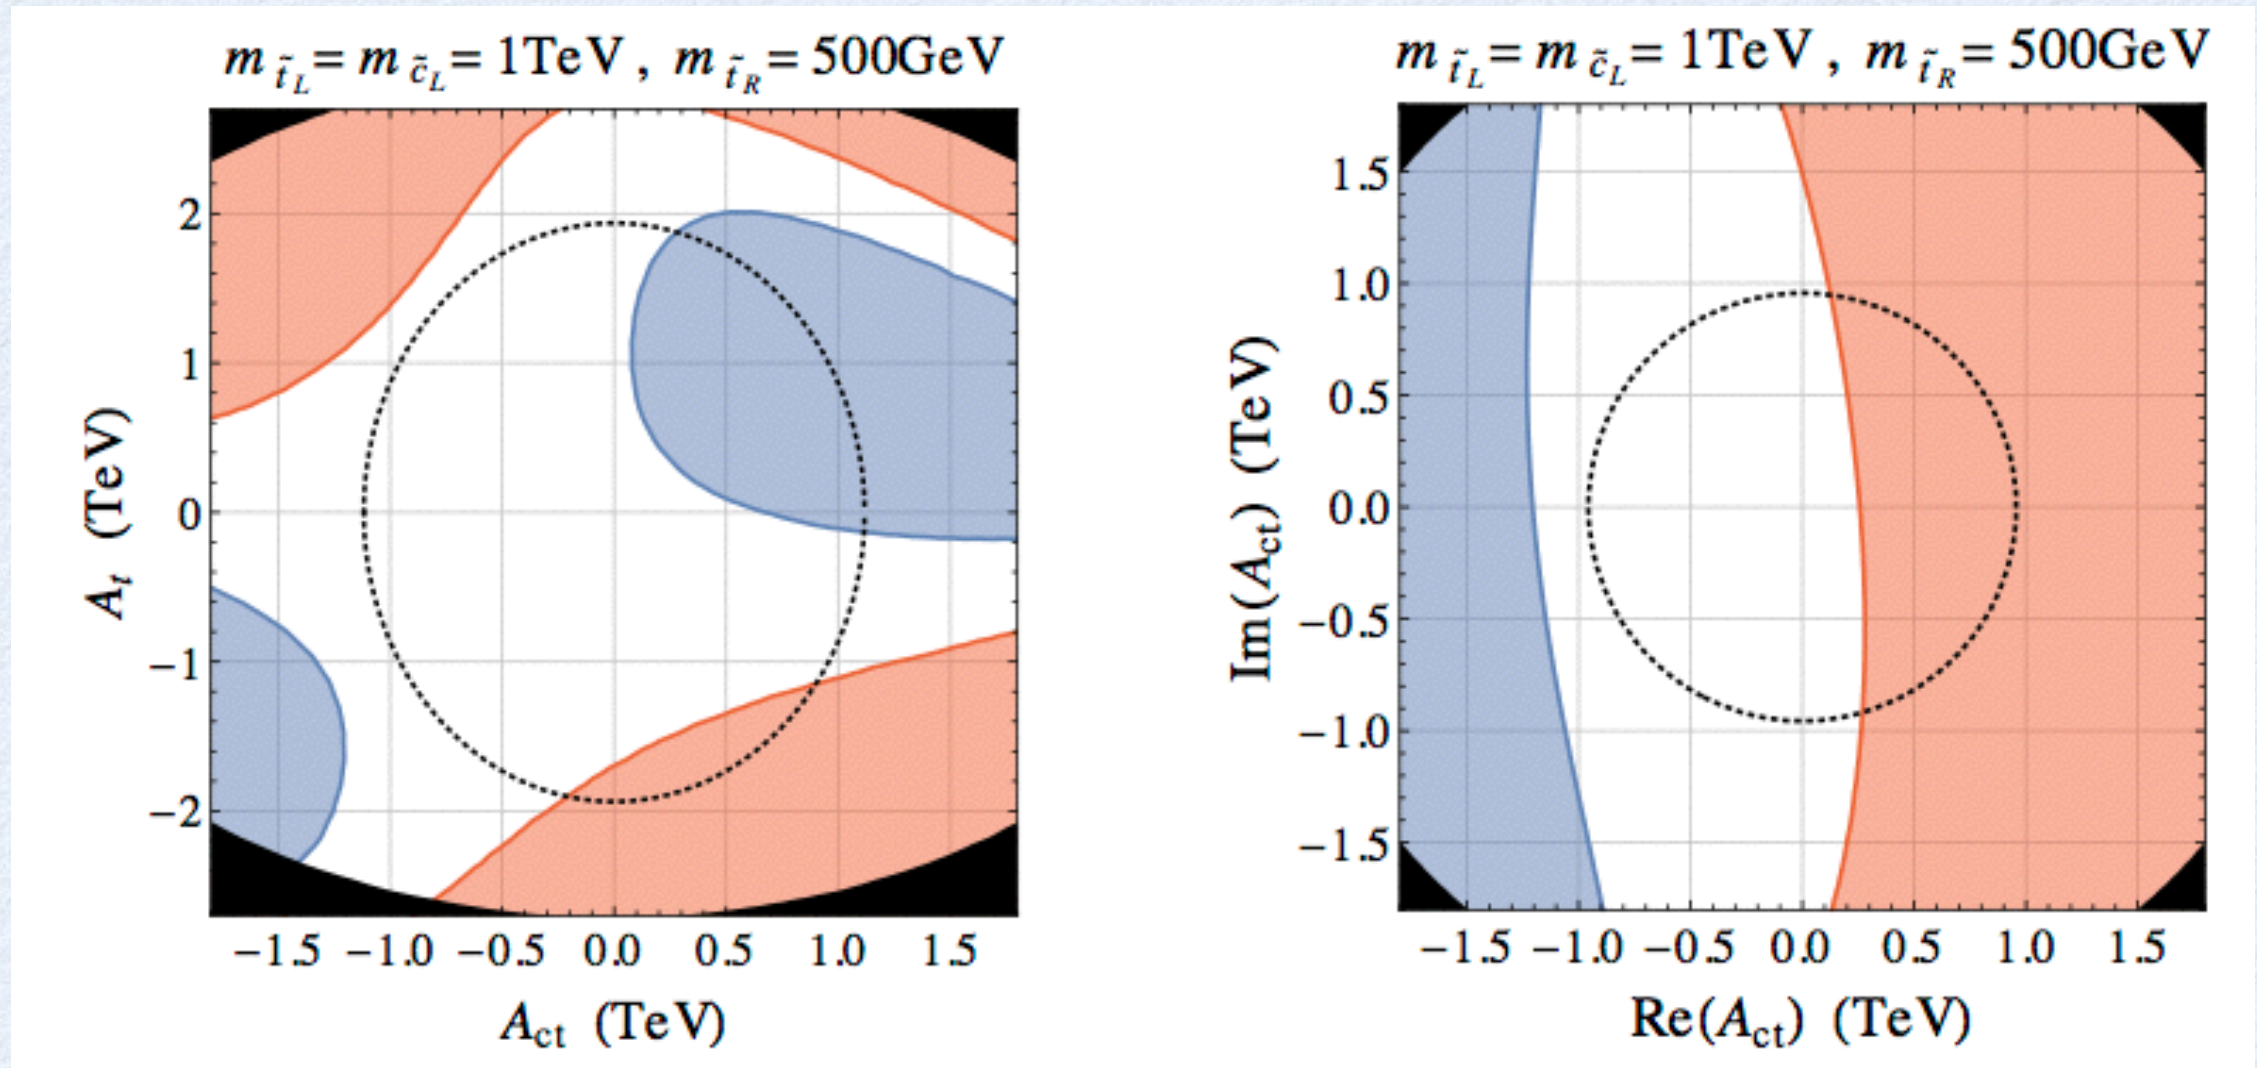 m t̃_L = m c̃_L = 1TeV , m t̃_R = 500GeV
2
1
0
−1
−2
A_t (TeV)
−1.5 −1.0 −0.5 0.0 0.5 1.0 1.5
A_ct (TeV)
m t̃_L = m c̃_L = 1TeV , m t̃_R = 500GeV
1.5
1.0
0.5
0.0
−0.5
−1.0
−1.5
Im(A_ct) (TeV)
−1.5 −1.0 −0.5 0.0 0.5 1.0 1.5
Re(A_ct) (TeV)